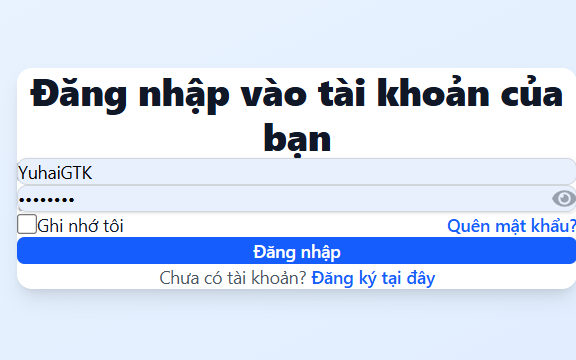 Đăng nhập vào tài khoản của
bạn
YuhaiGTK
••••••••
Ghi nhớ tôi
Quên mật khẩu?
Đăng nhập
Chưa có tài khoản? Đăng ký tại đây